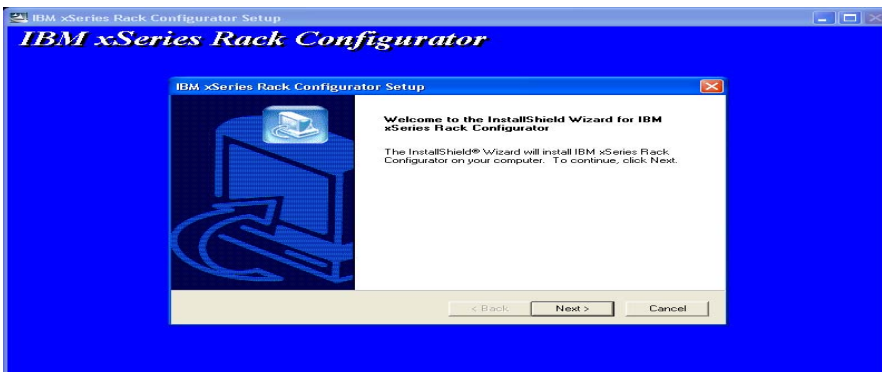 IBM xSeries Rack Configurator Setup
IBM xSeries Rack Configurator
IBM xSeries Rack Configurator Setup
Welcome to the InstallShield Wizard for IBM
xSeries Rack Configurator
The InstallShield® Wizard will install IBM xSeries Rack
Configurator on your computer. To continue, click Next.
< Back
Next >
Cancel